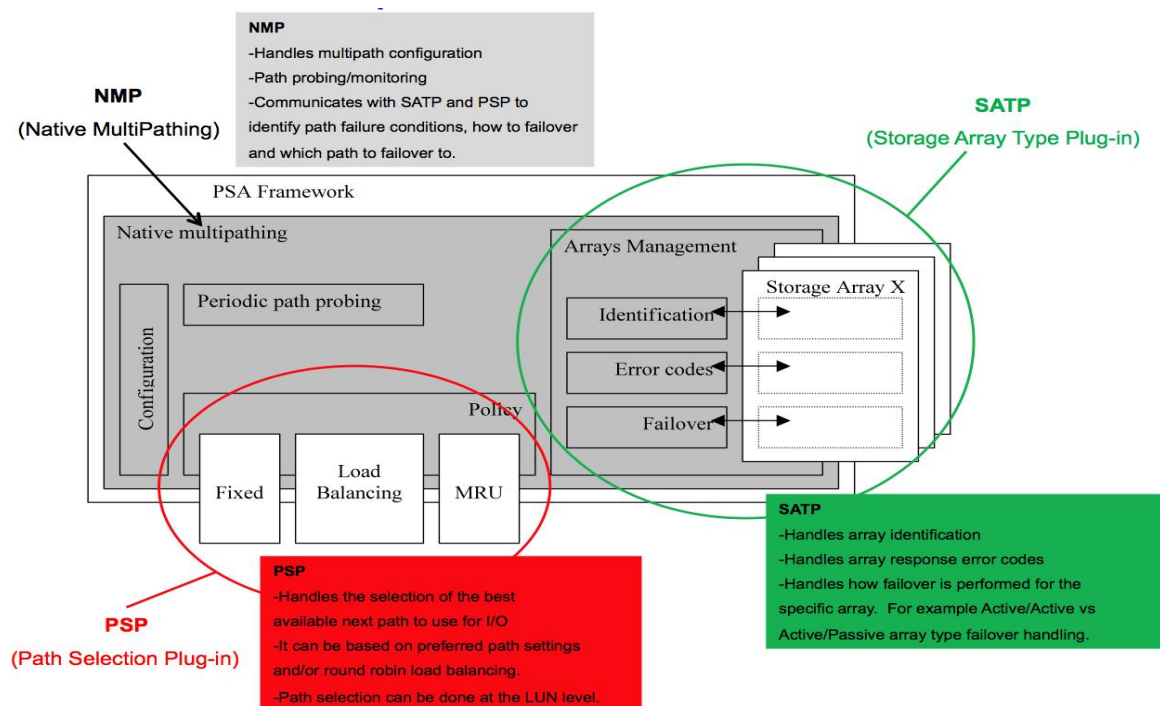 NMP
-Handles multipath configuration
-Path probing/monitoring
-Communicates with SATP and PSP to
identify path failure conditions, how to failover
and which path to failover to.
NMP
(Native MultiPathing)
SATP
(Storage Array Type Plug-in)
PSA Framework
Native multipathing
Arrays Management
Storage Array X
Periodic path probing
Configuration
Identification
Error codes
Failover
Policy
Fixed
Load
Balancing
MRU
SATP
-Handles array identification
-Handles array response error codes
-Handles how failover is performed for the
specific array. For example Active/Active vs
Active/Passive array type failover handling.
PSP
-Handles the selection of the best
available next path to use for I/O
-It can be based on preferred path settings
and/or round robin load balancing.
-Path selection can be done at the LUN level.
PSP
(Path Selection Plug-in)